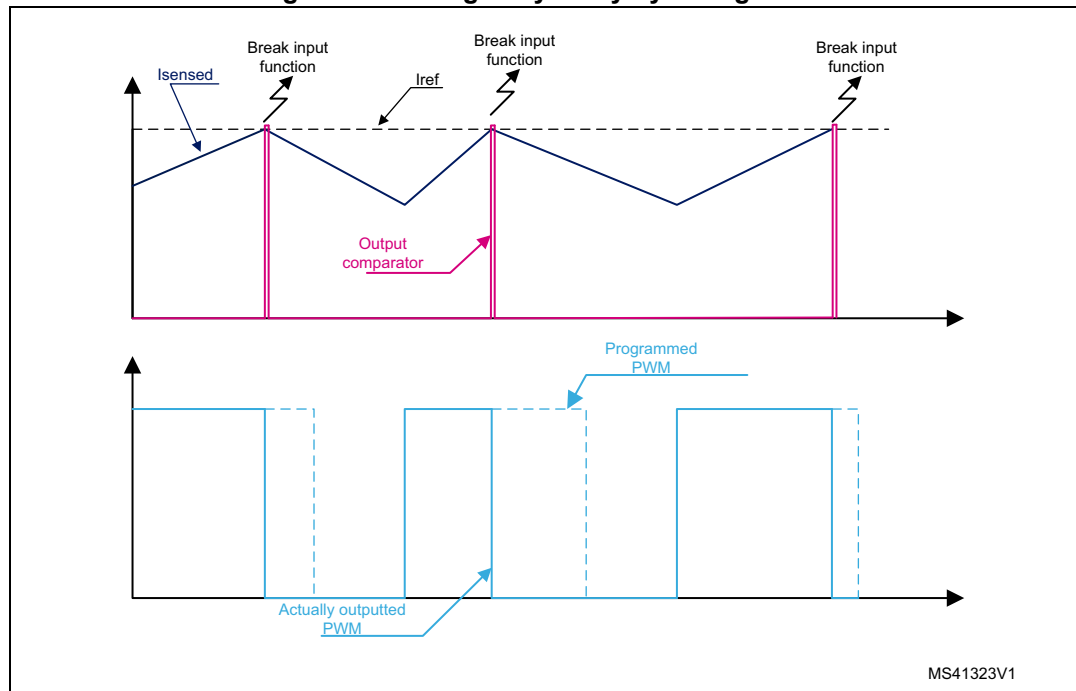 Break input
function
Break input
function
Break input
function
Isensed
Iref
Output
comparator
Programmed
PWM
Actually outputted
PWM
MS41323V1